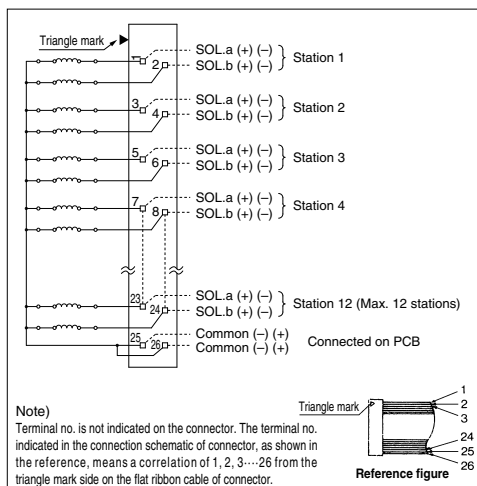 Triangle mark
1
2
SOL.a (+) (–)
SOL.b (+) (–)
Station 1
3
4
SOL.a (+) (–)
SOL.b (+) (–)
Station 2
5
6
SOL.a (+) (–)
SOL.b (+) (–)
Station 3
7
8
SOL.a (+) (–)
SOL.b (+) (–)
Station 4
23
24
SOL.a (+) (–)
SOL.b (+) (–)
Station 12 (Max. 12 stations)
25
26
Common (–) (+)
Common (–) (+)
Connected on PCB
Note)
Terminal no. is not indicated on the connector. The terminal no.
indicated in the connection schematic of connector, as shown in
the reference, means a correlation of 1, 2, 3····26 from the
triangle mark side on the flat ribbon cable of connector.
Triangle mark
1
2
3
24
25
26
Reference figure